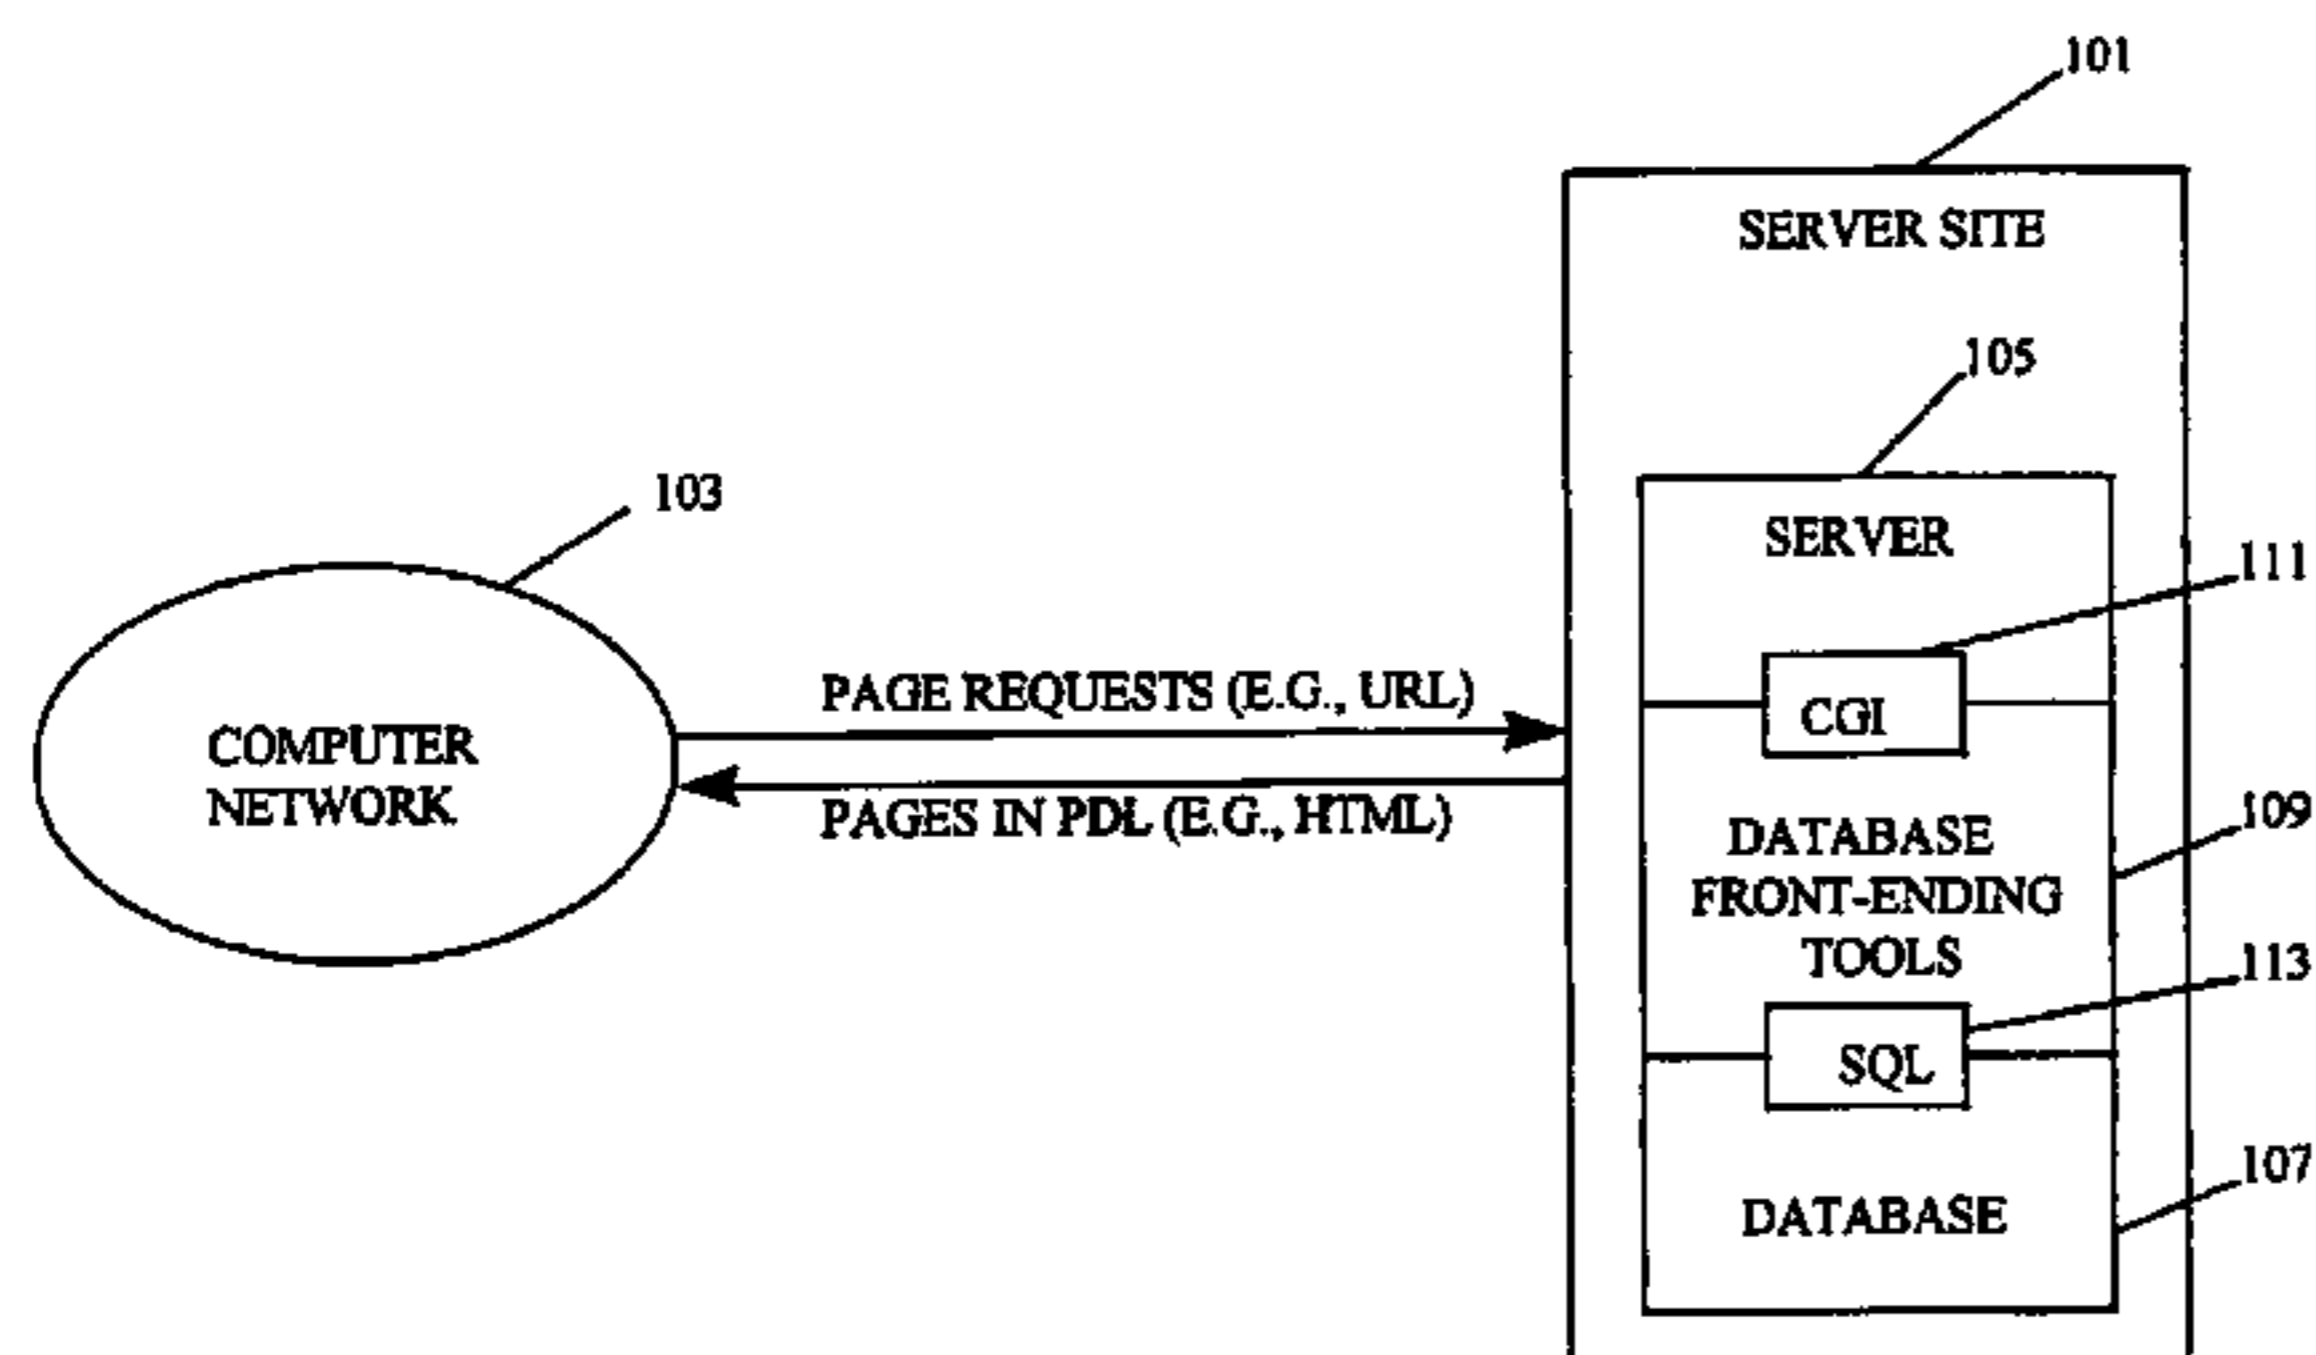 101
SERVER SITE
105
103
SERVER
111
PAGE REQUESTS (E.G., URL)
CGI
COMPUTER
NETWORK
PAGES IN PDL (E.G., HTML)
109
DATABASE
FRONT-ENDING
TOOLS
113
SQL
107
DATABASE